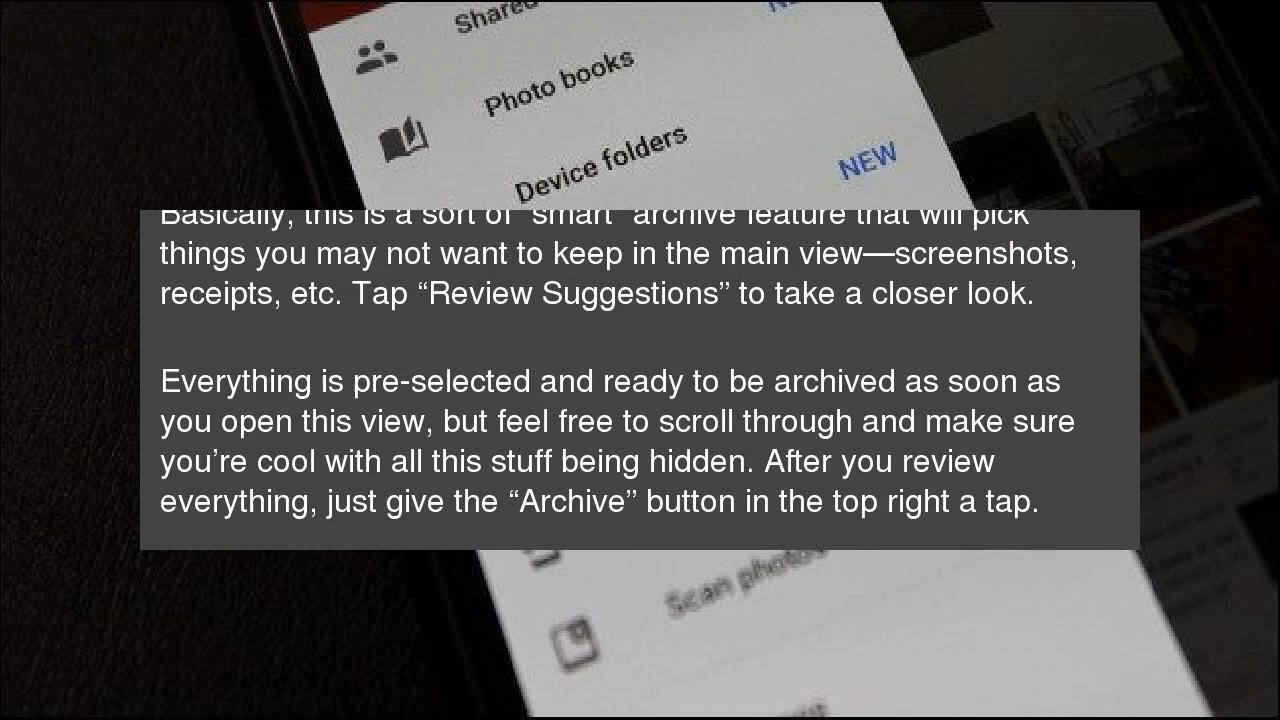 Shared
Photo books
Device folders
NEW
Basically, this is a sort of “smart” archive feature that will pick
things you may not want to keep in the main view—screenshots,
receipts, etc. Tap “Review Suggestions” to take a closer look.
Everything is pre-selected and ready to be archived as soon as
you open this view, but feel free to scroll through and make sure
you’re cool with all this stuff being hidden. After you review
everything, just give the “Archive” button in the top right a tap.
Scan photos